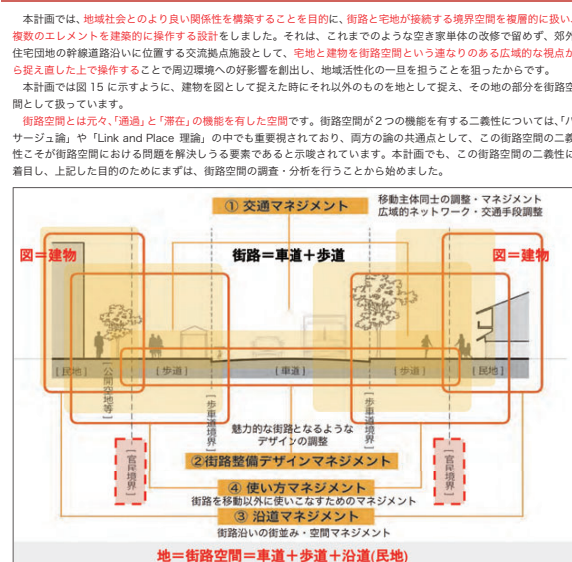 本計画では、地域社会とのより良い関係性を構築することを目的に、街路と宅地が接続する境界空間を複層的に扱い、
複数のエレメントを建築的に操作する設計をしました。それは、これまでのような空き家単体の改修で留めず、郊外
住宅団地の幹線道路沿いに位置する交流拠点施設として、宅地と建物を街路空間という連なりのある広域的な視点か
ら捉え直した上で操作することで周辺環境への好影響を創出し、地域活性化の一旦を担うことを狙ったからです。
本計画では図 15 に示すように、建物を図として捉えた時にそれ以外のものを地として捉え、その地の部分を街路空
間として扱っています。
街路空間とは元々、「通過」と「滞在」の機能を有した空間です。街路空間が２つの機能を有する二義性については、「パ
サージュ論」や「Link and Place 理論」の中でも重要視されており、両方の論の共通点として、この街路空間の二義
性こそが街路空間における問題を解決しうる要素であると示唆されています。本計画でも、この街路空間の二義性に
着目し、上記した目的のためにまずは、街路空間の調査・分析を行うことから始めました。
① 交通マネジメント
移動主体同士の調整・マネジメント
広域的ネットワーク・交通手段調整
図＝建物
街路＝車道＋歩道
図＝建物
[ 民地 ]
[ 歩道 ]
[ 車道 ]
[ 歩道 ]
[ 民地 ]
[ 公開空地等 ]
[ 歩車道境界 ]
[ 歩車道境界 ]
魅力的な街路となるような
デザインの調整
②街路整備デザインマネジメント
[ 官民境界 ]
[ 官民境界 ]
④ 使い方マネジメント
街路を移動以外に使いこなすためのマネジメント
③ 沿道マネジメント
街路沿いの街並み・空間マネジメント
地＝街路空間＝車道＋歩道＋沿道(民地)